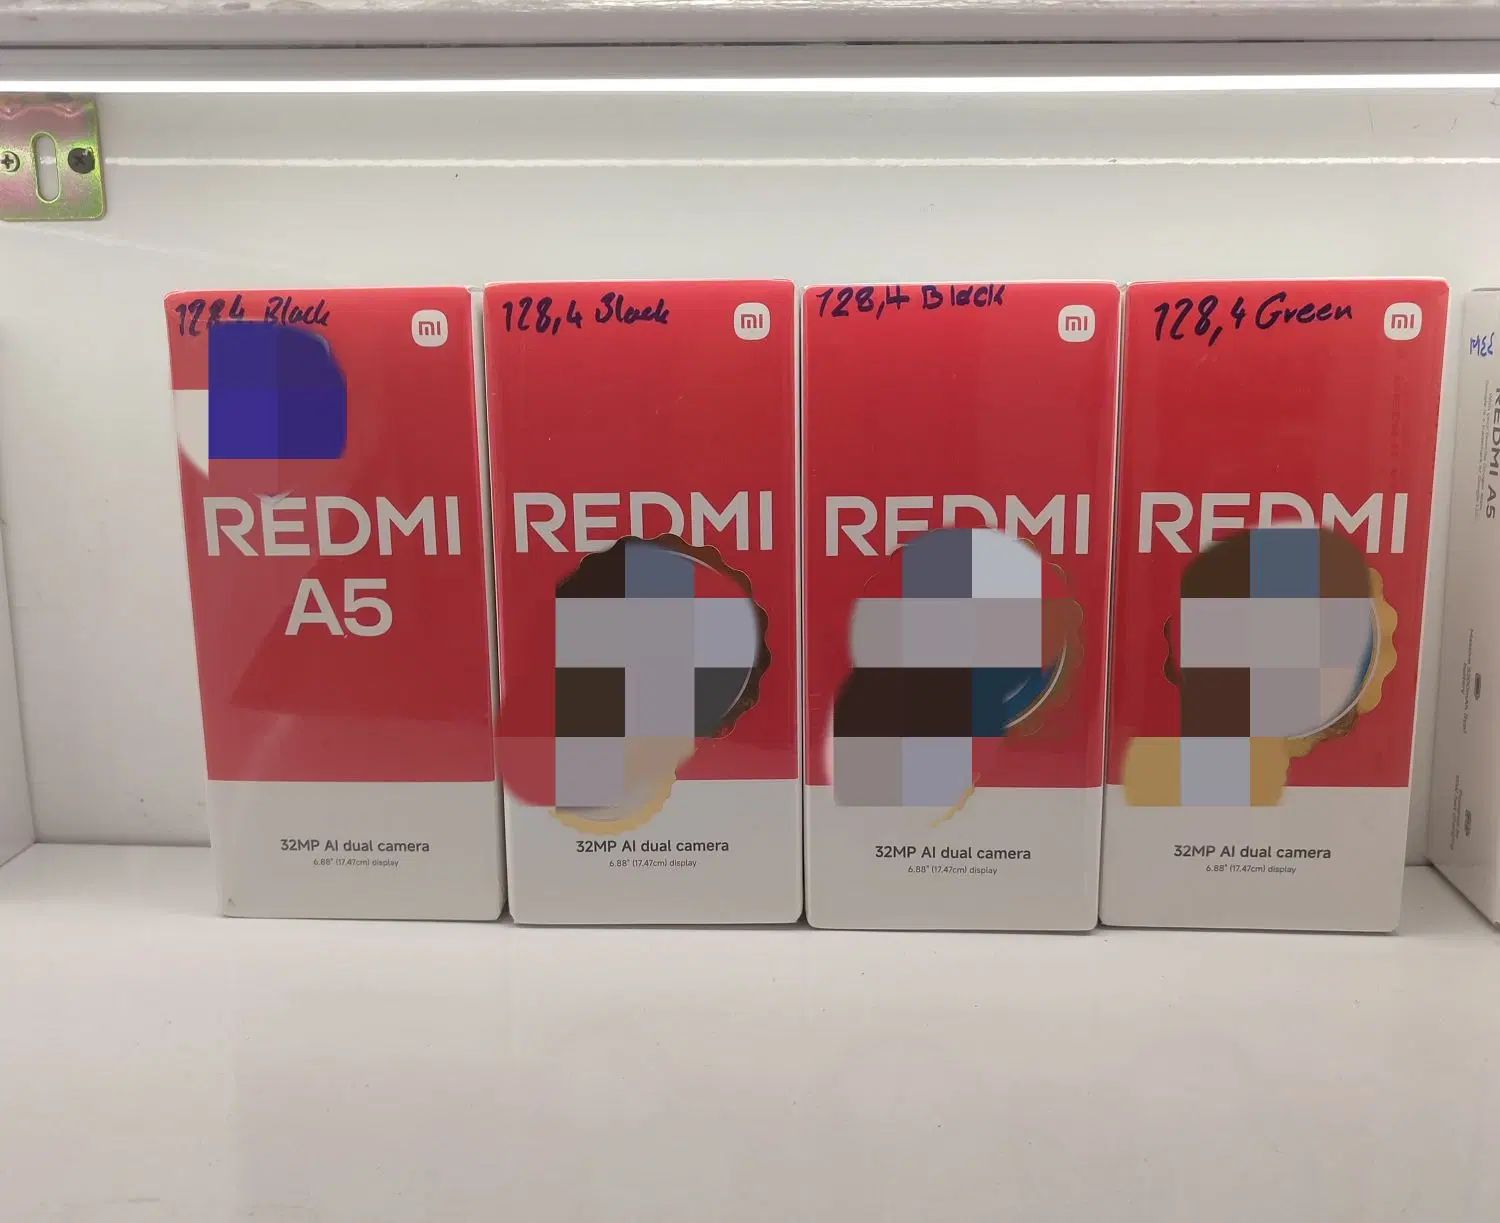 128,4 Black
mi
REDMI
A5
32MP AI dual camera
6.88" (17.47cm) display
128,4 Black
mi
REDMI
32MP AI dual camera
6.88" (17.47cm) display
128,4 Black
mi
REDMI
32MP AI dual camera
6.88" (17.47cm) display
128,4 Green
mi
REDMI
32MP AI dual camera
6.88" (17.47cm) display
REDMI A5